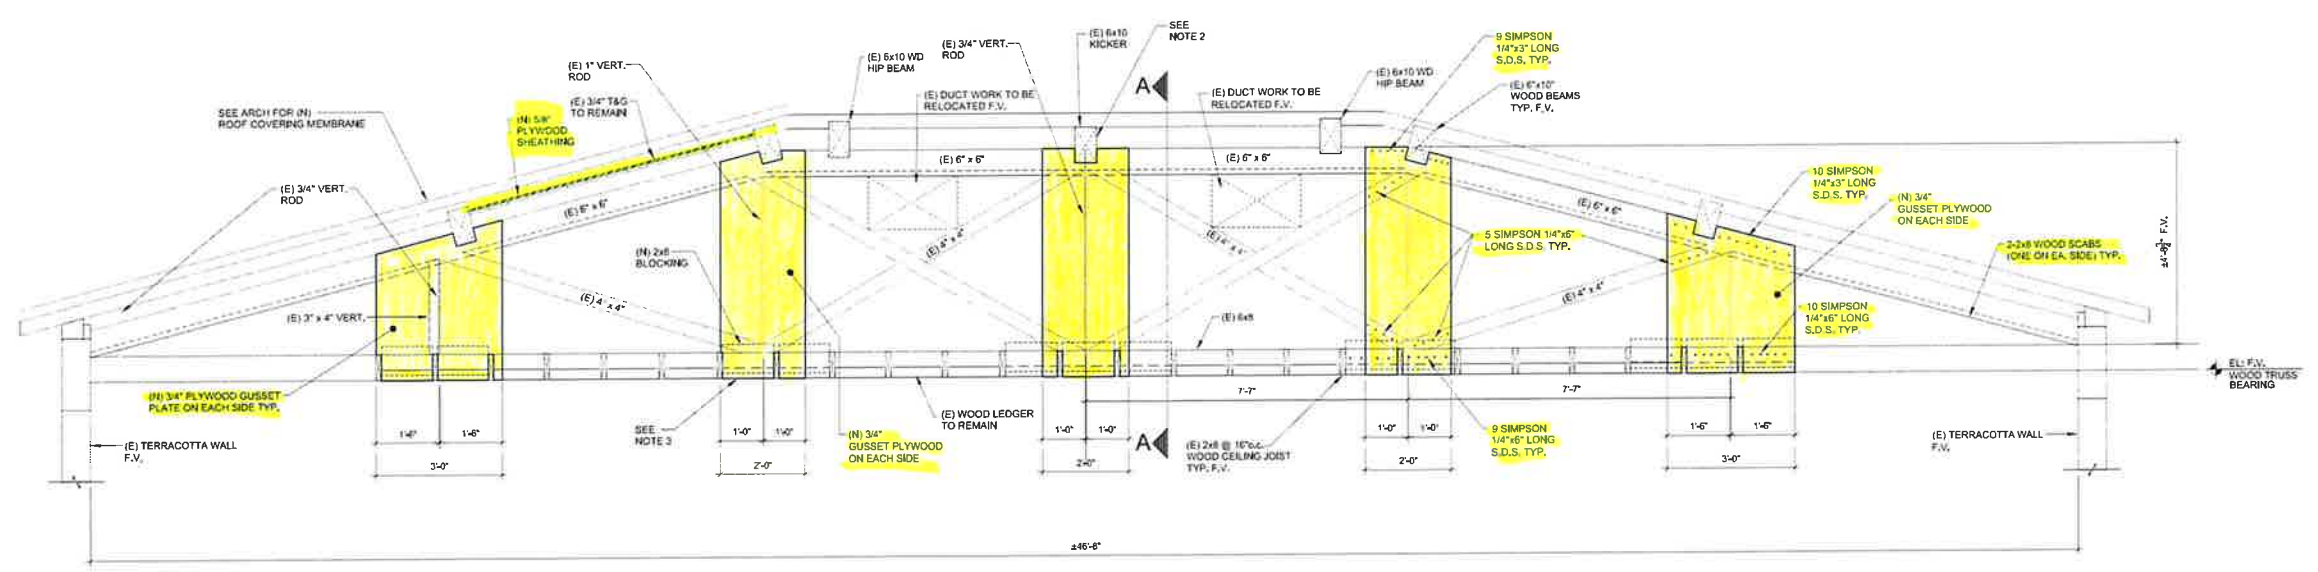 SEE ARCH FOR (N)
ROOF COVERING MEMBRANE
(E) 3/4" VERT.
ROD
(N) 5/8"
PLYWOOD
SHEATHING
(E) 3/4" T&G
TO REMAIN
(E) 1" VERT.
ROD
(E) 6x10 WD
HIP BEAM
(E) DUCT WORK TO BE
RELOCATED F.V.
(E) 3/4" VERT.
ROD
(E) 6x10
KICKER
SEE
NOTE 2
A
(E) DUCT WORK TO BE
RELOCATED F.V.
(E) 6x10 WD
HIP BEAM
9 SIMPSON
1/4"x3" LONG
S.D.S. TYP.
(E) 6"x10"
WOOD BEAMS
TYP. F.V.
(E) 6" x 6"
(E) 6" x 6"
(E) 6" x 6"
(E) 6" x 6"
10 SIMPSON
1/4"x3" LONG
S.D.S. TYP.
(N) 3/4"
GUSSET PLYWOOD
ON EACH SIDE
2-2x8 WOOD SCABS
(ONE ON EA. SIDE) TYP.
F.V.
(N) 2x6
BLOCKING
(E) 4" x 4"
(E) 4" x 4"
(E) 4" x 4"
(E) 4" x 4"
5 SIMPSON 1/4"x6"
LONG S.D.S. TYP.
10 SIMPSON
1/4"x6" LONG
S.D.S. TYP.
(E) 3" x 4" VERT.
(E) 6x8
EL: F.V.
WOOD TRUSS
BEARING
(N) 3/4" PLYWOOD GUSSET
PLATE ON EACH SIDE TYP.
7'-7"
7'-7"
(E) TERRACOTTA WALL
F.V.
1'-6"
1'-6"
3'-0"
SEE
NOTE 3
1'-0"
1'-0"
2'-0"
(N) 3/4"
GUSSET PLYWOOD
ON EACH SIDE
(E) WOOD LEDGER
TO REMAIN
1'-0"
1'-0"
2'-0"
A
(E) 2x6 @ 16"o.c.
WOOD CEILING JOIST
TYP. F.V.
1'-0"
1'-0"
2'-0"
9 SIMPSON
1/4"x6" LONG
S.D.S. TYP.
1'-6"
1'-6"
3'-0"
(E) TERRACOTTA WALL
F.V.
±46'-6"